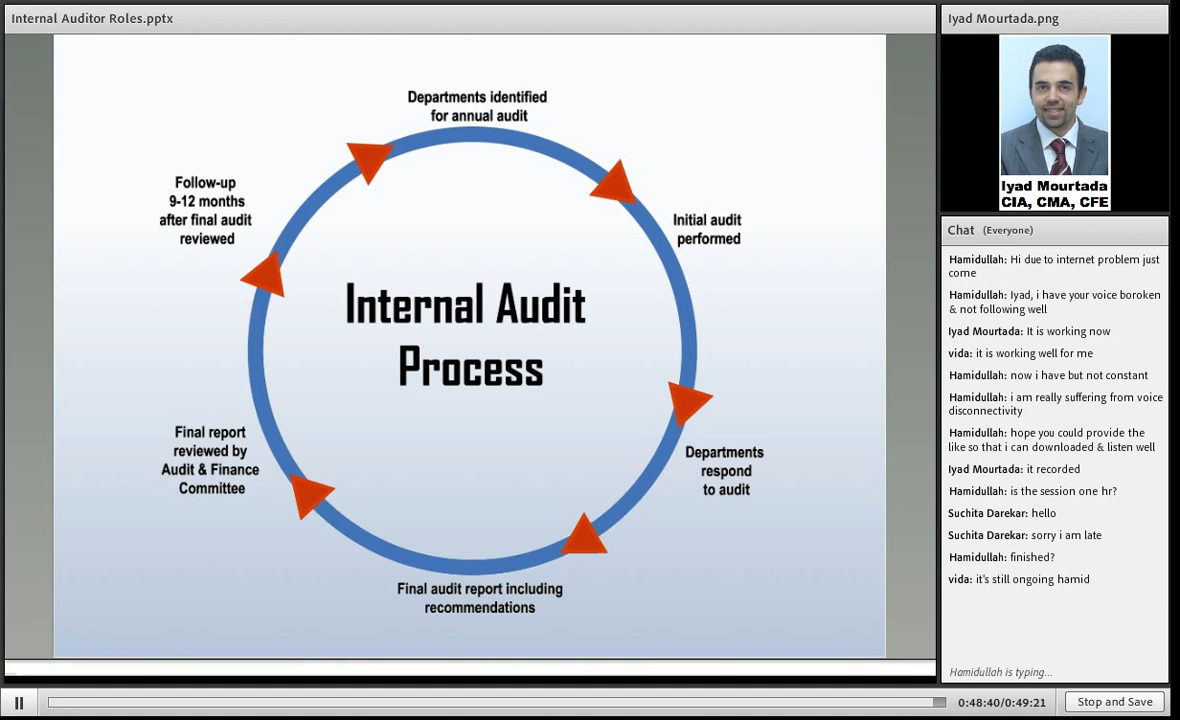 Internal Auditor Roles.pptx
Departments identified
for annual audit
Initial audit
performed
Departments
respond
to audit
Final audit report including
recommendations
Final report
reviewed by
Audit & Finance
Committee
Follow-up
9-12 months
after final audit
reviewed
Internal Audit
Process
Iyad Mourtada.png
Iyad Mourtada
CIA, CMA, CFE
Chat (Everyone)
Hamidullah: Hi due to internet problem just
come
Hamidullah: Iyad, i have your voice boroken
& not following well
Iyad Mourtada: It is working now
vida: it is working well for me
Hamidullah: now i have but not constant
Hamidullah: i am really suffering from voice
disconnectivity
Hamidullah: hope you could provide the
like so that i can downloaded & listen well
Iyad Mourtada: it recorded
Hamidullah: is the session one hr?
Suchita Darekar: hello
Suchita Darekar: sorry i am late
Hamidullah: finished?
vida: it's still ongoing hamid
Hamidullah is typing...
0:48:40/0:49:21
Stop and Save